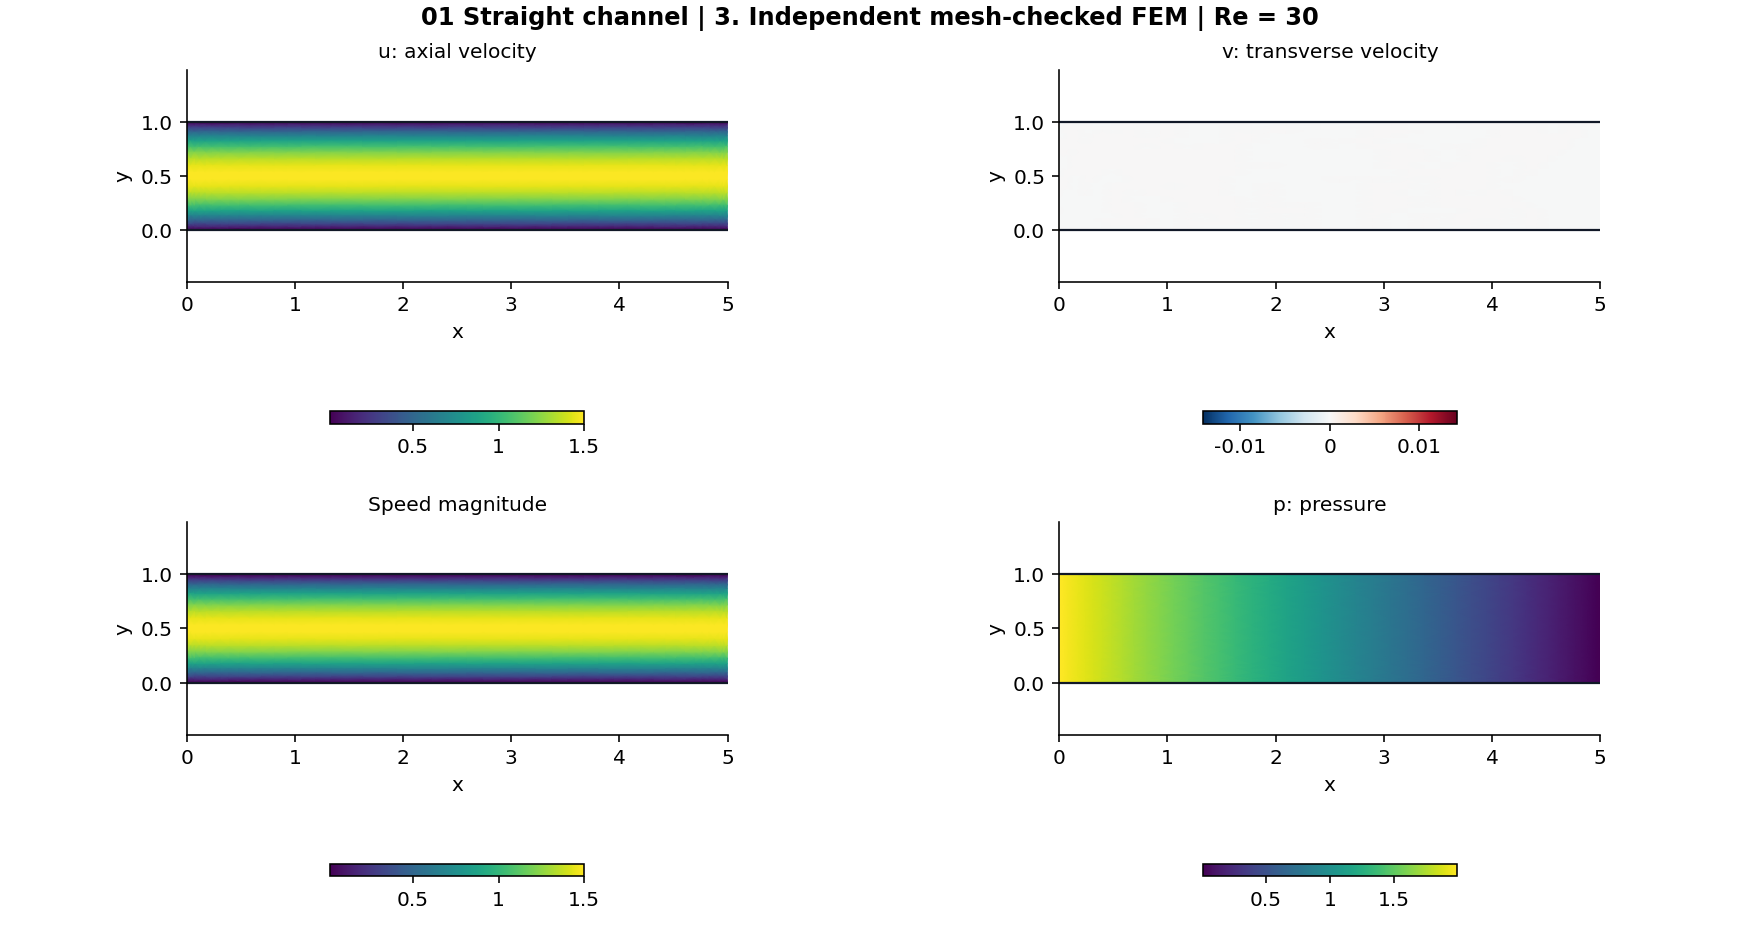 01 Straight channel | 3. Independent mesh-checked FEM | Re = 30
u: axial velocity
y
1.0
0.5
0.0
0 1 2 3 4 5
x
0.5 1 1.5
v: transverse velocity
y
1.0
0.5
0.0
0 1 2 3 4 5
x
-0.01 0 0.01
Speed magnitude
y
1.0
0.5
0.0
0 1 2 3 4 5
x
0.5 1 1.5
p: pressure
y
1.0
0.5
0.0
0 1 2 3 4 5
x
0.5 1 1.5